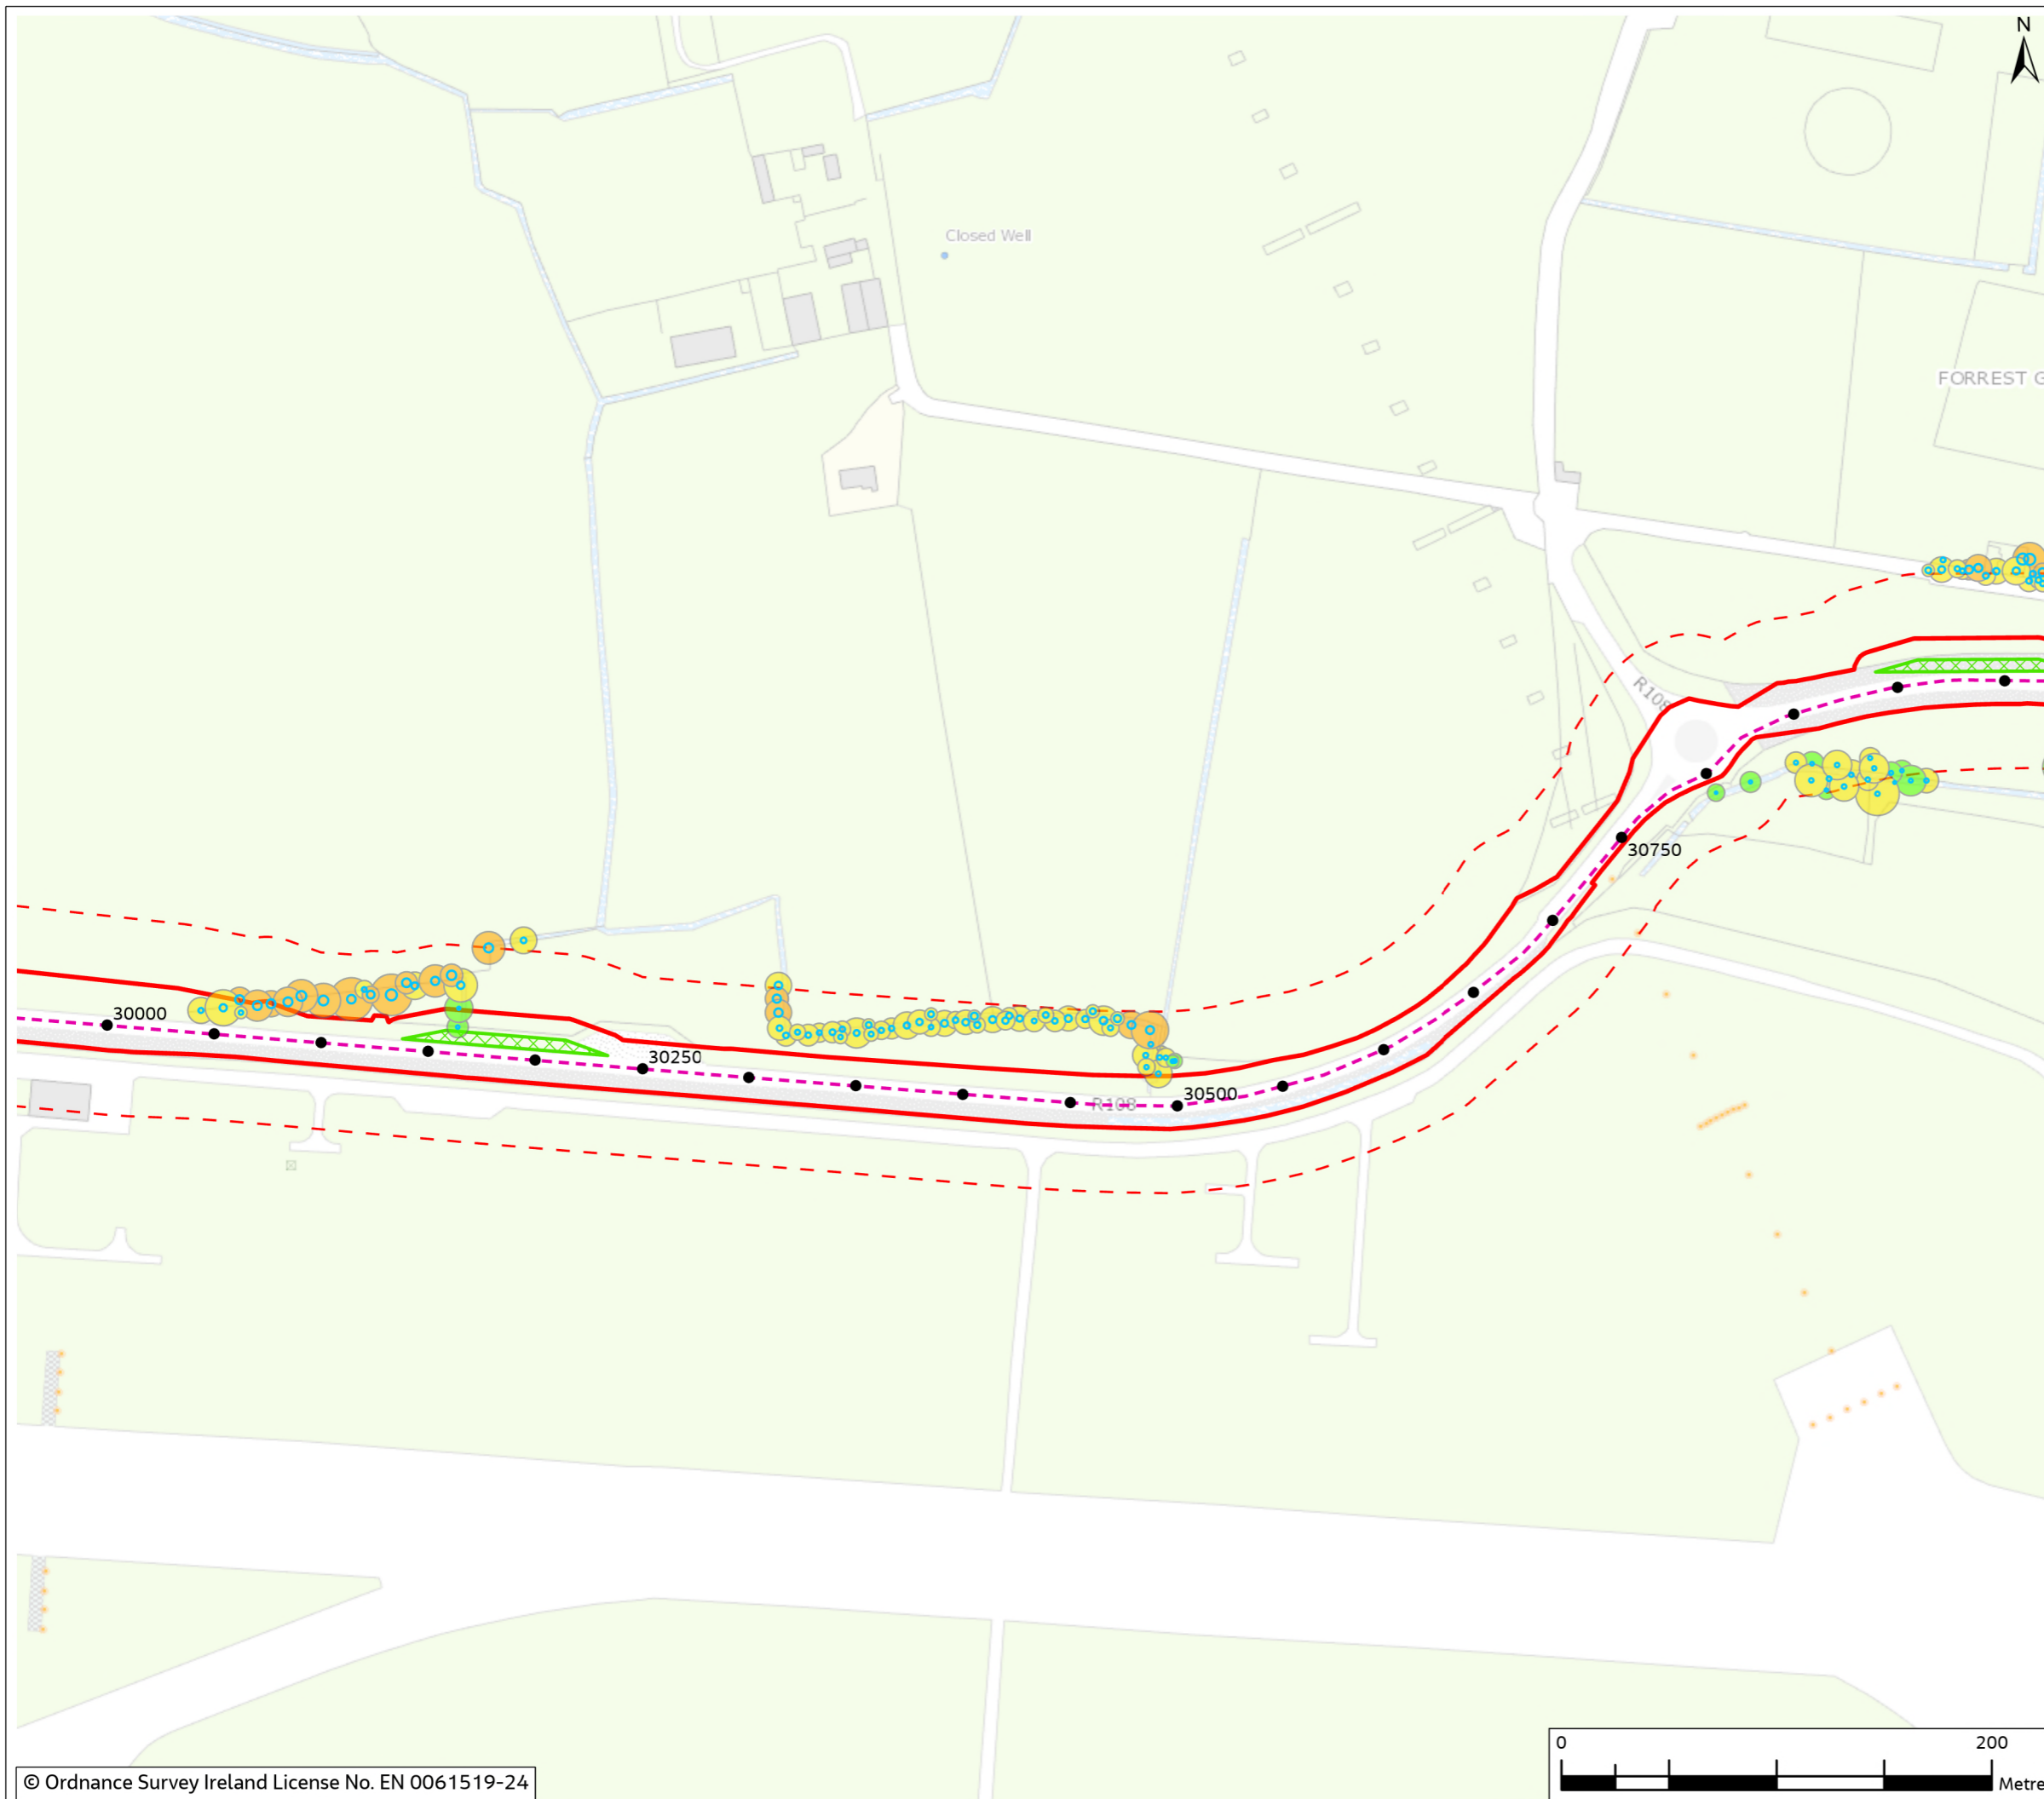 N
Closed Well
FORREST G
R108
30750
30000
30250
30500
R108
0 200
Metre
© Ordnance Survey Ireland License No. EN 0061519-24